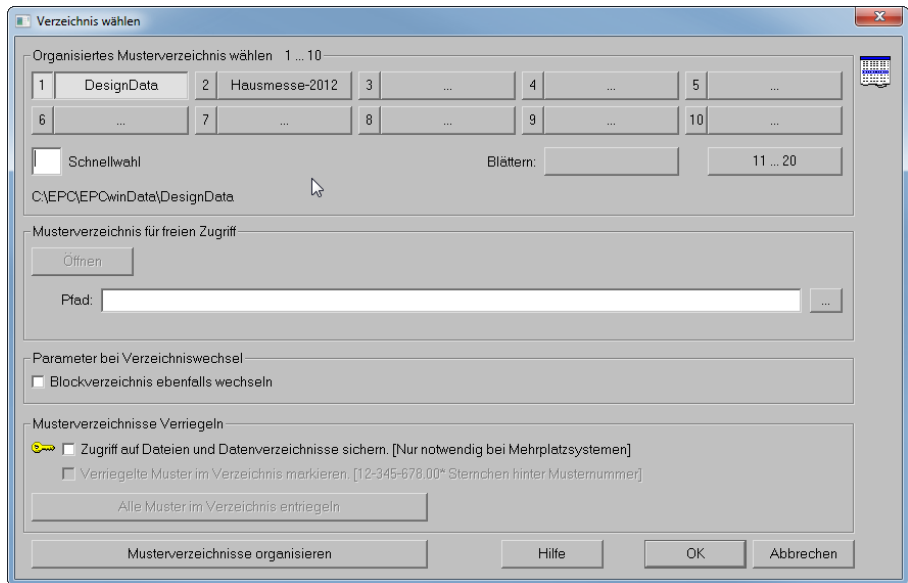 Verzeichnis wählen
Organisiertes Musterverzeichnis wählen 1 ... 10
1 DesignData 2 Hausmesse-2012 3 ... 4 ... 5 ...
6 ... 7 ... 8 ... 9 ... 10 ...
Schnellwahl Blättern: 11 ... 20
C:\EPC\EPCwinData\DesignData
Musterverzeichnis für freien Zugriff
Öffnen
Pfad: ...
Parameter bei Verzeichniswechsel
Blockverzeichnis ebenfalls wechseln
Musterverzeichnisse Verriegeln
Zugriff auf Dateien und Datenverzeichnisse sichern. [Nur notwendig bei Mehrplatzsystemen]
Verriegelte Muster im Verzeichnis markieren. [12-345-678.00* Sternchen hinter Musternummer]
Alle Muster im Verzeichnis entriegeln
Musterverzeichnisse organisieren Hilfe OK Abbrechen